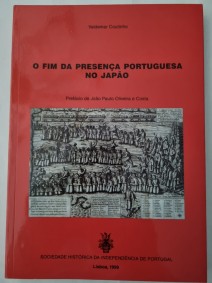 Valdemar Coutinho
O FIM DA PRESENÇA PORTUGUESA
NO JAPÃO
Prefácio de João Paulo Oliveira e Costa
SOCIEDADE HISTÓRICA DA INDEPENDÊNCIA DE PORTUGAL
Lisboa, 1999